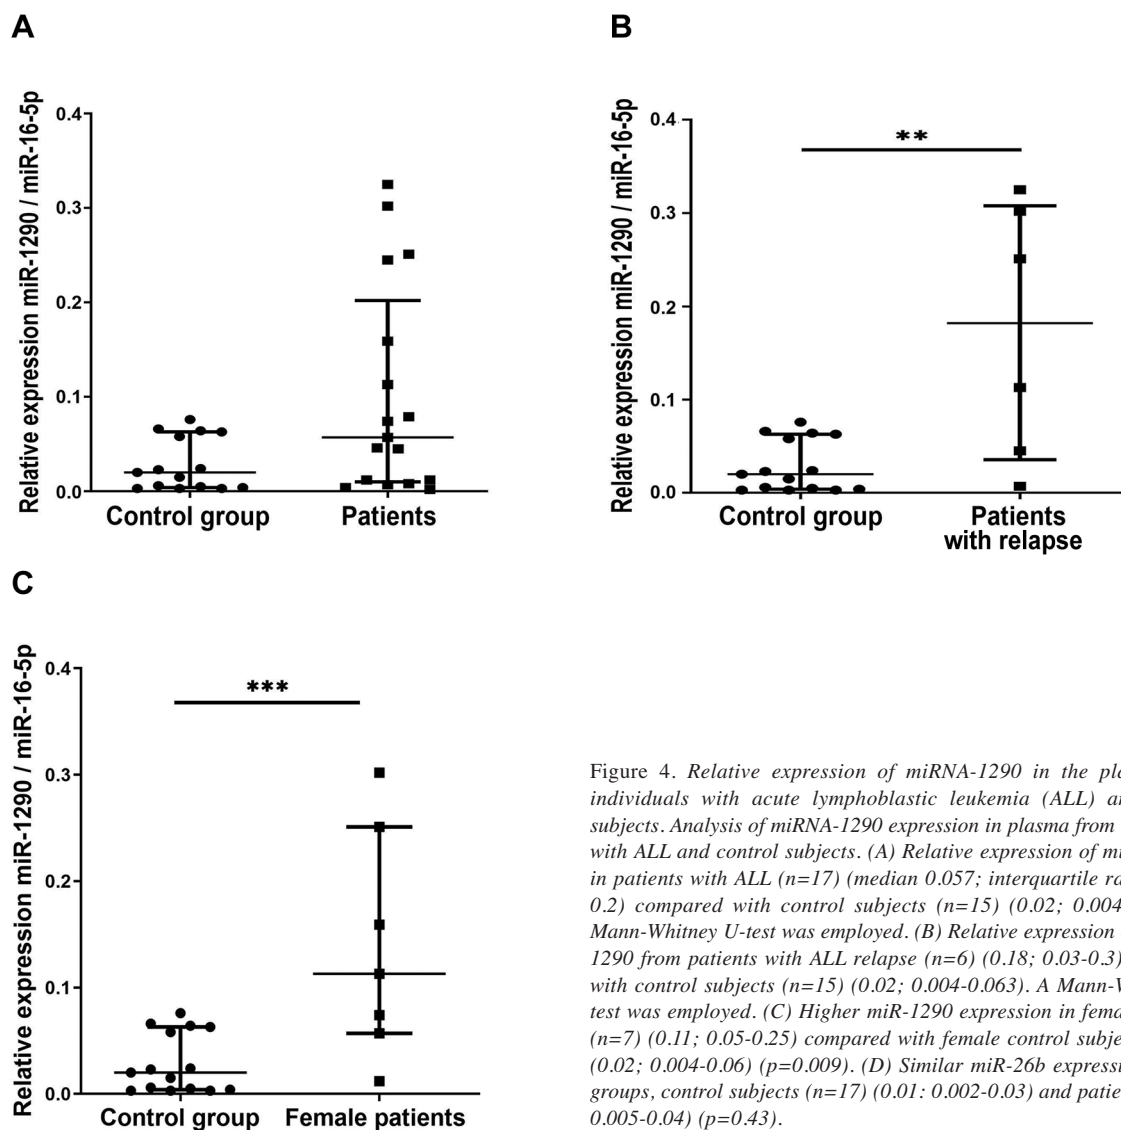 A
Relative expression miR-1290 / miR-16-5p
0.4
0.3
0.2
0.1
0.0
Control group
Patients
B
Relative expression miR-1290 / miR-16-5p
0.4
0.3
0.2
0.1
0.0
**
Control group
Patients
with relapse
C
Relative expression miR-1290 / miR-16-5p
0.4
0.3
0.2
0.1
0.0
***
Control group
Female patients
Figure 4. Relative expression of miRNA-1290 in the pla
individuals with acute lymphoblastic leukemia (ALL) an
subjects. Analysis of miRNA-1290 expression in plasma from
with ALL and control subjects. (A) Relative expression of mi
in patients with ALL (n=17) (median 0.057; interquartile ra
0.2) compared with control subjects (n=15) (0.02; 0.004
Mann-Whitney U-test was employed. (B) Relative expression
1290 from patients with ALL relapse (n=6) (0.18; 0.03-0.3)
with control subjects (n=15) (0.02; 0.004-0.063). A Mann-W
test was employed. (C) Higher miR-1290 expression in fema
(n=7) (0.11; 0.05-0.25) compared with female control subje
(0.02; 0.004-0.06) (p=0.009). (D) Similar miR-26b expressi
groups, control subjects (n=17) (0.01: 0.002-0.03) and patie
0.005-0.04) (p=0.43).